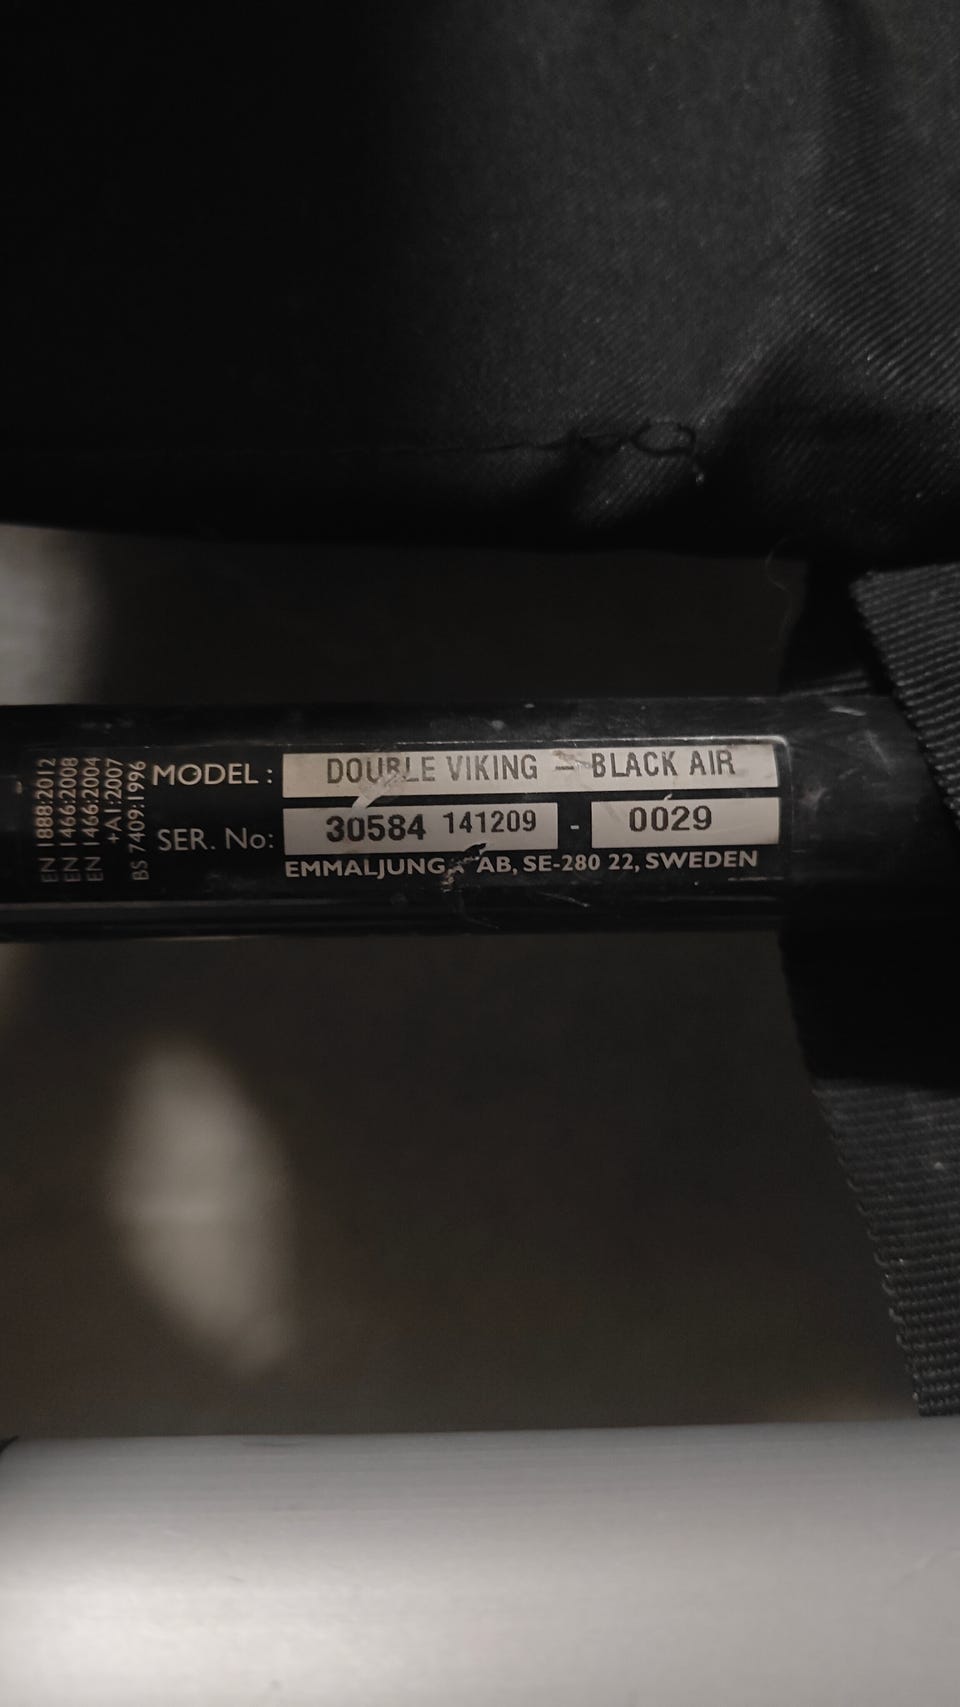 EN 1888:2012
EN 1466:2008
EN 1466:2004
+A1:2007
BS 7409:1996
MODEL : DOUBLE VIKING - BLACK AIR
SER. No: 30584 141209 - 0029
EMMALJUNGA AB, SE-280 22, SWEDEN